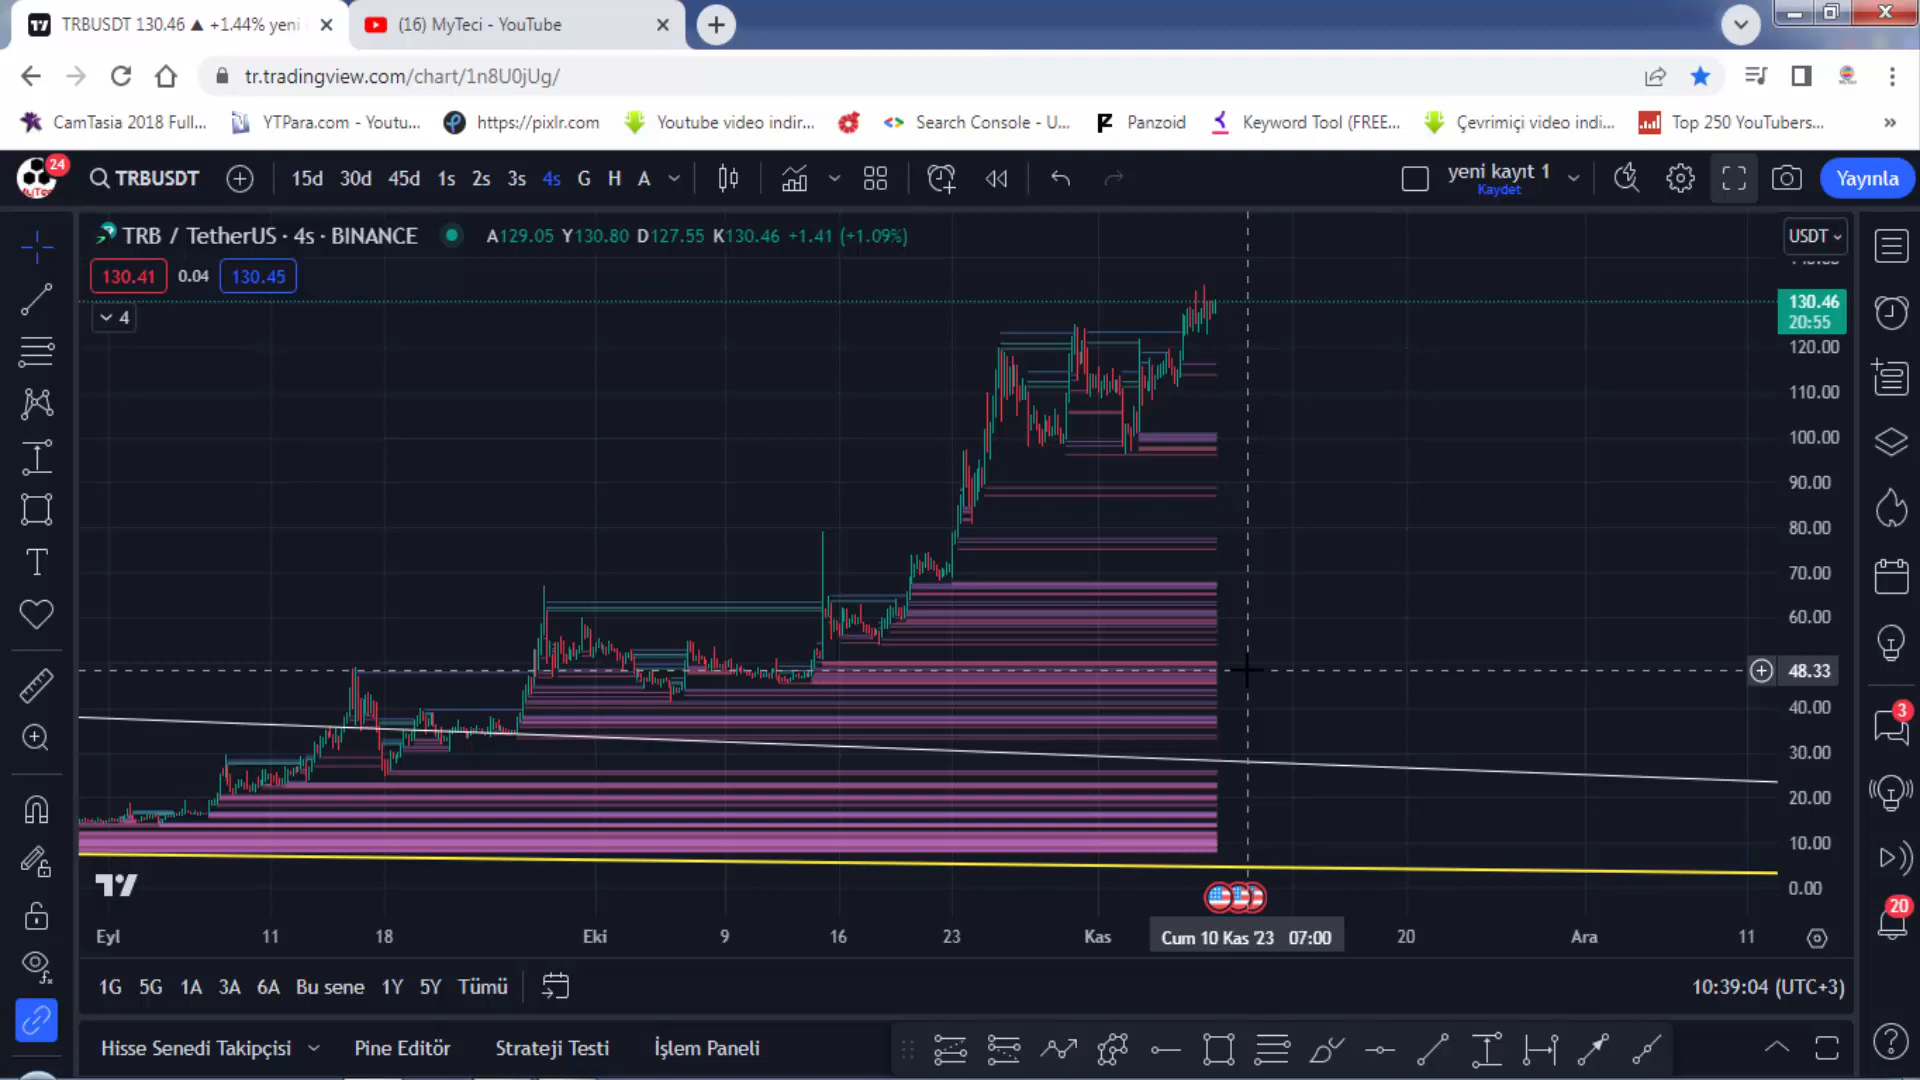 TRBUSDT 130.46 ▲ +1.44% yeni
(16) MyTeci - YouTube
tr.tradingview.com/chart/1n8U0jUg/
CamTasia 2018 Full...
YTPara.com - Youtu...
https://pixlr.com
Youtube video indir...
Search Console - U...
Panzoid
Keyword Tool (FREE...
Çevrimiçi video indi...
Top 250 YouTubers...
»
24
TRBUSDT
15d 30d 45d 1s 2s 3s 4s G H A
yeni kayıt 1
Kaydet
Yayınla
TRB / TetherUS · 4s · BINANCE
A129.05 Y130.80 D127.55 K130.46 +1.41 (+1.09%)
USDT
130.41 0.04 130.45
4
130.46
20:55
120.00
110.00
100.00
90.00
80.00
70.00
60.00
48.33
40.00
30.00
20.00
10.00
0.00
3
20
Eyl 11 18 Eki 9 16 23 Kas Cum 10 Kas '23 07:00 20 Ara 11
1G 5G 1A 3A 6A Bu sene 1Y 5Y Tümü
10:39:04 (UTC+3)
Hisse Senedi Takipçisi
Pine Editör
Strateji Testi
İşlem Paneli